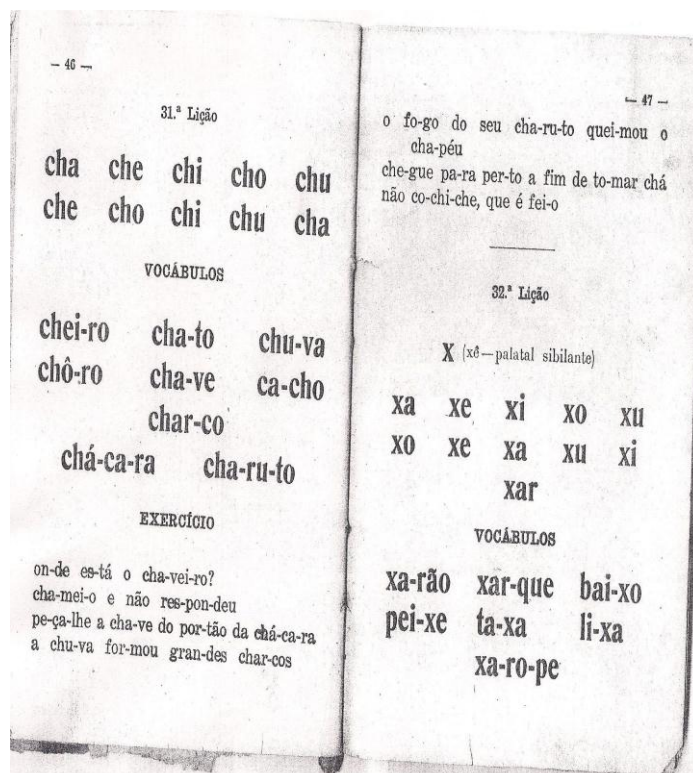 — 46 —
31.ª Lição
cha che chi cho chu
che cho chi chu cha
VOCÁBULOS
chei-ro cha-to chu-va
chô-ro cha-ve ca-cho
char-co
chá-ca-ra cha-ru-to
EXERCÍCIO
on-de es-tá o cha-vei-ro?
cha-mei-o e não res-pon-deu
pe-ça-lhe a cha-ve do por-tão da chá-ca-ra
a chu-va for-mou gran-des char-cos
— 47 —
o fo-go do seu cha-ru-to quei-mou o
cha-péu
che-gue pa-ra per-to a fim de to-mar chá
não co-chi-che, que é fei-o
32.ª Lição
X (xê—palatal sibilante)
xa xe xi xo xu
xo xe xa xu xi
xar
VOCÁBULOS
xa-rão xar-que bai-xo
pei-xe ta-xa li-xa
xa-ro-pe